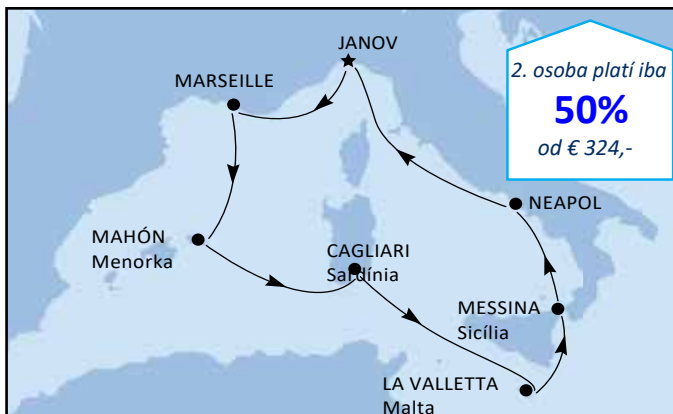 JANOV
MARSEILLE
2. osoba platí iba
50%
od € 324,-
NEAPOL
MAHÓN
Menorka
CAGLIARI
Sardínia
MESSINA
Sicília
LA VALLETTA
Malta